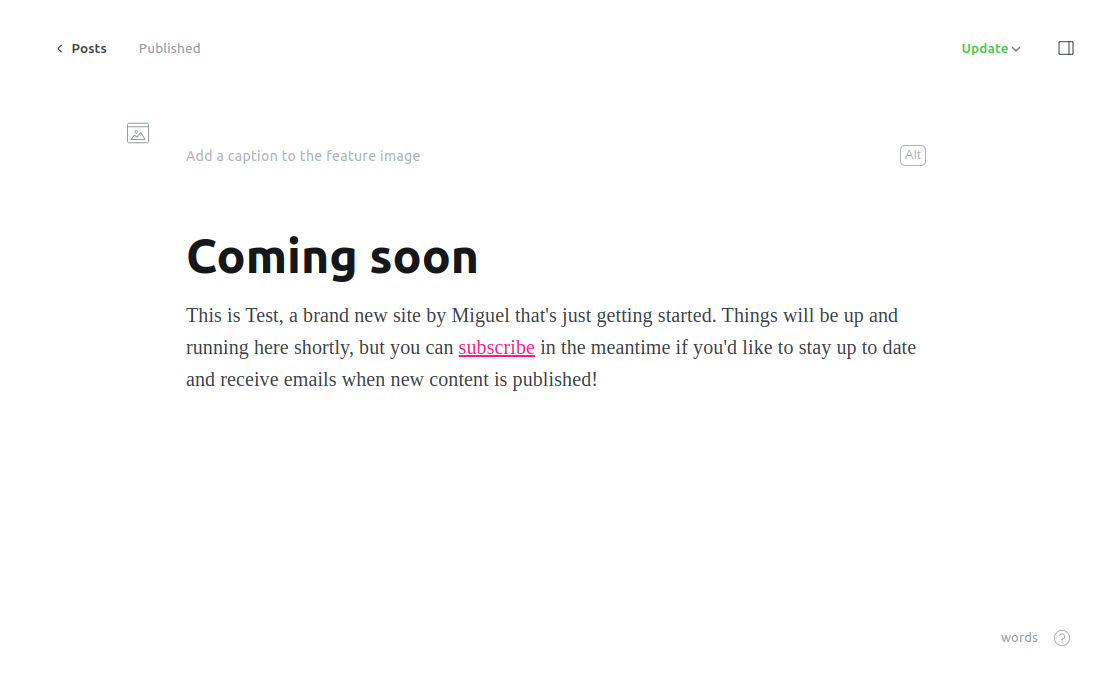 Posts Published Update
Add a caption to the feature image Alt
Coming soon
This is Test, a brand new site by Miguel that's just getting started. Things will be up and
running here shortly, but you can subscribe in the meantime if you'd like to stay up to date
and receive emails when new content is published!
words ?